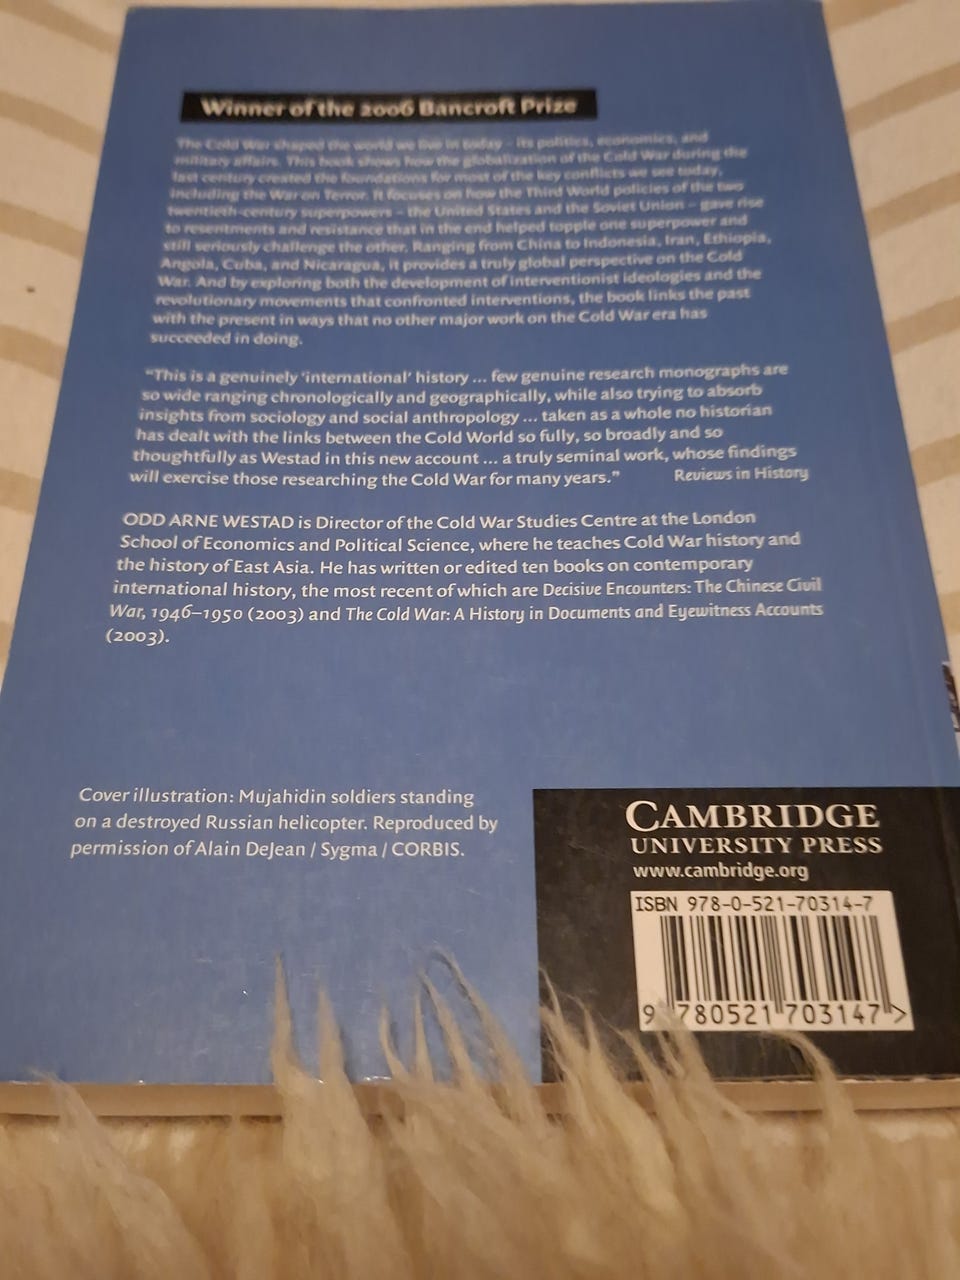 Winner of the 2006 Bancroft Prize
The Cold War shaped the world we live in today – its politics, economics, and
military affairs. This book shows how the globalization of the Cold War during the
last century created the foundations for most of the key conflicts we see today,
including the War on Terror. It focuses on how the Third World policies of the two
twentieth-century superpowers – the United States and the Soviet Union – gave rise
to resentments and resistance that in the end helped topple one superpower and
still seriously challenge the other. Ranging from China to Indonesia, Iran, Ethiopia,
Angola, Cuba, and Nicaragua, it provides a truly global perspective on the Cold
War. And by exploring both the development of interventionist ideologies and the
revolutionary movements that confronted interventions, the book links the past
with the present in ways that no other major work on the Cold War era has
succeeded in doing.
"This is a genuinely 'international' history ... few genuine research monographs are
so wide ranging chronologically and geographically, while also trying to absorb
insights from sociology and social anthropology ... taken as a whole no historian
has dealt with the links between the Cold World so fully, so broadly and so
thoughtfully as Westad in this new account ... a truly seminal work, whose findings
will exercise those researching the Cold War for many years." Reviews in History
ODD ARNE WESTAD is Director of the Cold War Studies Centre at the London
School of Economics and Political Science, where he teaches Cold War history and
the history of East Asia. He has written or edited ten books on contemporary
international history, the most recent of which are Decisive Encounters: The Chinese Civil
War, 1946–1950 (2003) and The Cold War: A History in Documents and Eyewitness Accounts
(2003).
Cover illustration: Mujahidin soldiers standing
on a destroyed Russian helicopter. Reproduced by
permission of Alain DeJean / Sygma / CORBIS.
CAMBRIDGE
UNIVERSITY PRESS
www.cambridge.org
ISBN 978-0-521-70314-7
9 780521 703147 >